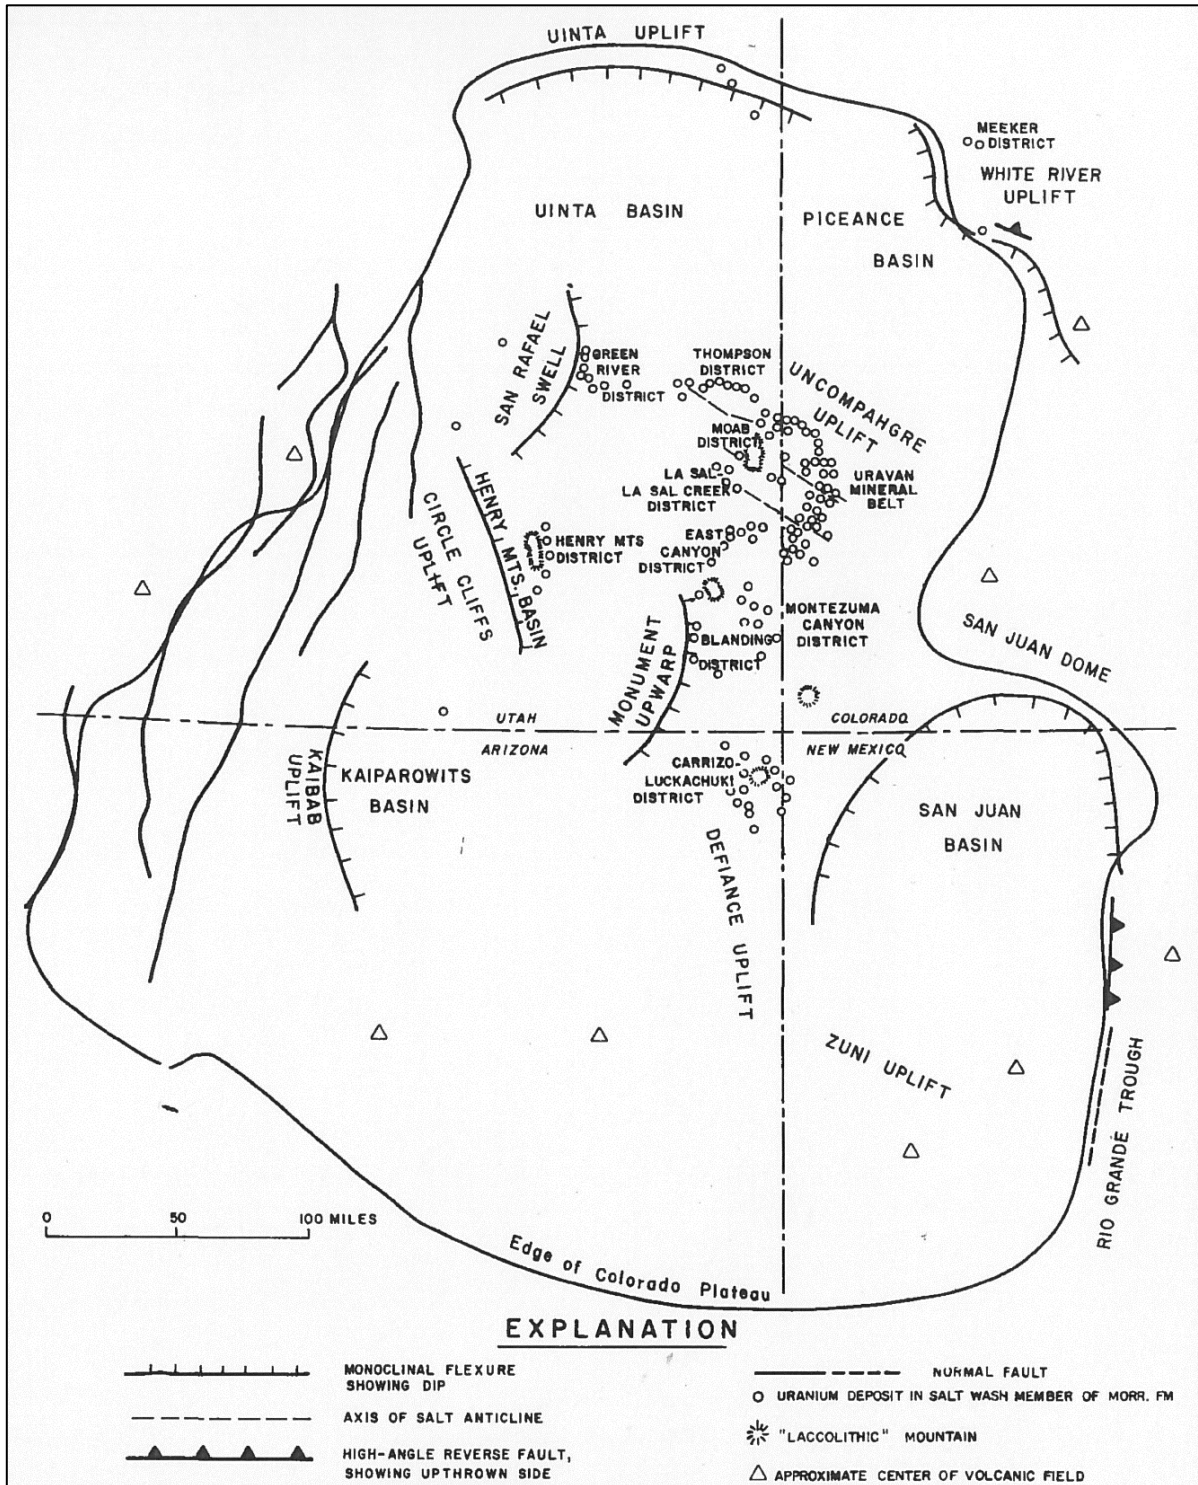 UINTA UPLIFT
MEEKER
DISTRICT
WHITE RIVER
UPLIFT
UINTA BASIN
PICEANCE
BASIN
SAN RAFAEL
SWELL
GREEN
RIVER
DISTRICT
THOMPSON
DISTRICT
UNCOMPAHGRE
UPLIFT
MOAB
DISTRICT
LA SAL-
LA SAL CREEK
DISTRICT
URAVAN
MINERAL
BELT
HENRY MTS. BASIN
CIRCLE CLIFFS
UPLIFT
HENRY MTS
DISTRICT
EAST
CANYON
DISTRICT
MONTEZUMA
CANYON
DISTRICT
BLANDING
DISTRICT
SAN JUAN DOME
MONUMENT
UPWARP
UTAH
COLORADO
ARIZONA
NEW MEXICO
KAIBAB
UPLIFT
KAIPAROWITS
BASIN
CARRIZO-
LUCKACHUKI
DISTRICT
SAN JUAN
BASIN
DEFIANCE UPLIFT
ZUNI UPLIFT
RIO GRANDE TROUGH
0 50 100 MILES
Edge of Colorado Plateau
EXPLANATION
MONOCLINAL FLEXURE
SHOWING DIP
AXIS OF SALT ANTICLINE
HIGH-ANGLE REVERSE FAULT,
SHOWING UPTHROWN SIDE
NORMAL FAULT
URANIUM DEPOSIT IN SALT WASH MEMBER OF MORR. FM
"LACCOLITHIC" MOUNTAIN
APPROXIMATE CENTER OF VOLCANIC FIELD